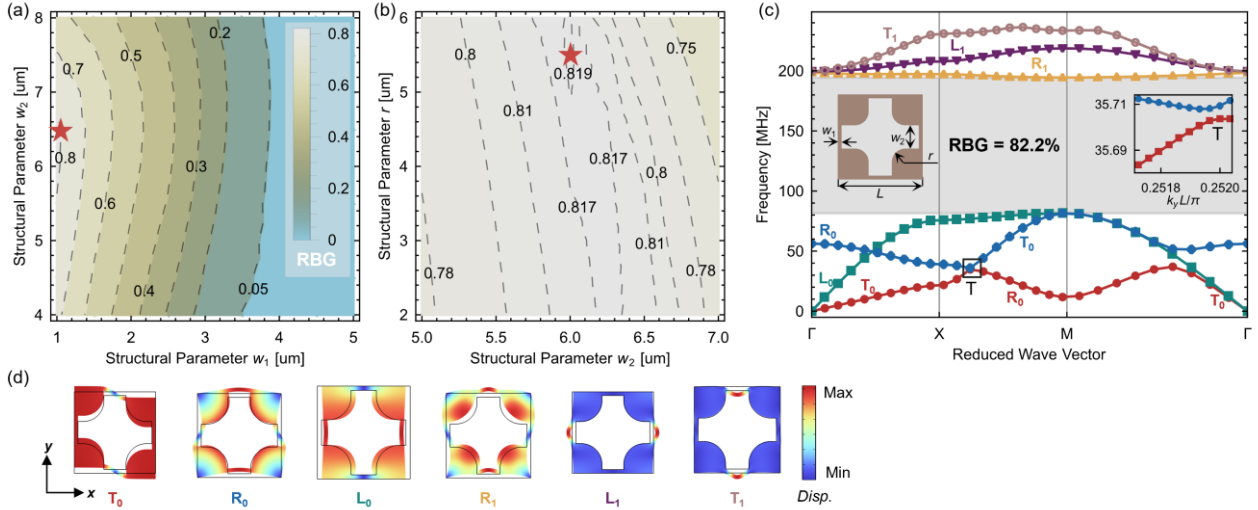 (a)
Structural Parameter w₂
8
7
6
5
4
0.7
0.5
0.2
0.8
0.3
0.6
0.4
0.05
0.8
0.6
0.4
0.2
0
RBG
1
2
3
4
5
Structural Parameter w₁ [um]
(b)
Structural Parameter r [um]
8
7
6
5
4
3
2
0.8
0.819
0.75
0.81
0.817
0.8
0.817
0.81
0.78
0.78
5.0
5.5
6.0
6.5
7.0
Structural Parameter w₂ [um]
(c)
Frequency [MHz]
200
150
100
50
0
T₁
L₁
R₁
w₁
w₂
r
L
RBG = 82.2%
35.71
35.69
T
0.2518
0.2520
kᵧL/π
R₀
L₀
T₀
T
T₀
R₀
T₀
Γ
X
M
Γ
Reduced Wave Vector
(d)
y
x
T₀
R₀
L₀
R₁
L₁
T₁
Max
Min
Disp.